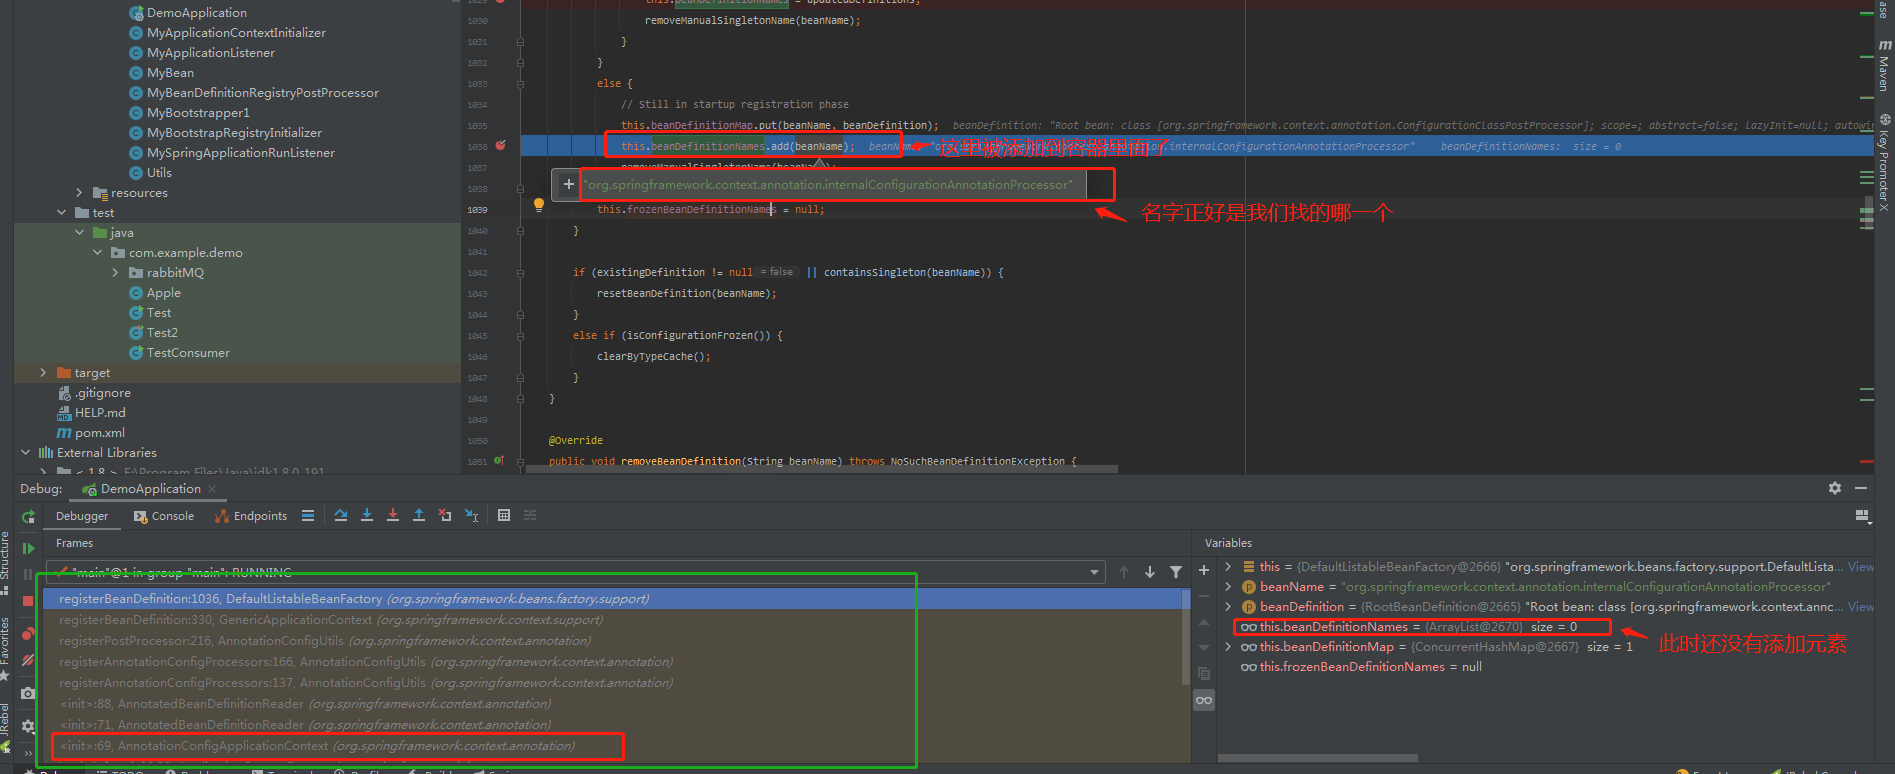 DemoApplication
MyApplicationContextInitializer
MyApplicationListener
MyBean
MyBeanDefinitionRegistryPostProcessor
MyBootstrapper1
MyBootstrapRegistryInitializer
MySpringApplicationRunListener
Utils
resources
test
java
com.example.demo
rabbitMQ
Apple
Test
Test2
TestConsumer
target
.gitignore
HELP.md
pom.xml
External Libraries
< 1.8 > E:\Program Files\Java\jdk1.8.0_191
1030 removeManualSingletonName(beanName);
1031 }
1032 }
1033 else {
1034 // Still in startup registration phase
1035 this.beanDefinitionMap.put(beanName, beanDefinition); beanDefinition: "Root bean: class [org.springframework.context.annotation.ConfigurationClassPostProcessor]; scope=; abstract=false; lazyInit=null; autowir
1036 this.beanDefinitionNames.add(beanName); beanName: "org.springframework.context.annotation.internalConfigurationAnnotationProcessor" beanDefinitionNames: size = 0
这个被添加到容器里面了
removeManualSingletonName(beanName);
1038
+ "org.springframework.context.annotation.internalConfigurationAnnotationProcessor"
1039 this.frozenBeanDefinitionNames = null;
名字正好是我们找的哪一个
1040 }
1041
1042 if (existingDefinition != null = false || containsSingleton(beanName)) {
1043 resetBeanDefinition(beanName);
1044 }
1045 else if (isConfigurationFrozen()) {
1046 clearByTypeCache();
1047 }
1048 }
1049
1050 @Override
1051 public void removeBeanDefinition(String beanName) throws NoSuchBeanDefinitionException {
Maven
Key Promoter X
Debug: DemoApplication
Debugger Console Endpoints
Frames
"main"@1 in group "main": RUNNING
registerBeanDefinition:1036, DefaultListableBeanFactory (org.springframework.beans.factory.support)
registerBeanDefinition:330, GenericApplicationContext (org.springframework.context.support)
registerPostProcessor:216, AnnotationConfigUtils (org.springframework.context.annotation)
registerAnnotationConfigProcessors:166, AnnotationConfigUtils (org.springframework.context.annotation)
registerAnnotationConfigProcessors:137, AnnotationConfigUtils (org.springframework.context.annotation)
<init>:88, AnnotatedBeanDefinitionReader (org.springframework.context.annotation)
<init>:71, AnnotatedBeanDefinitionReader (org.springframework.context.annotation)
<init>:69, AnnotationConfigApplicationContext (org.springframework.context.annotation)
Variables
this = {DefaultListableBeanFactory@2666} "org.springframework.beans.factory.support.DefaultLista... View
beanName = "org.springframework.context.annotation.internalConfigurationAnnotationProcessor"
beanDefinition = {RootBeanDefinition@2665} "Root bean: class [org.springframework.context.annc... View
this.beanDefinitionNames = {ArrayList@2670} size = 0
此时还没有添加元素
this.beanDefinitionMap = {ConcurrentHashMap@2667} size = 1
this.frozenBeanDefinitionNames = null
Structure
Favorites
JRebel